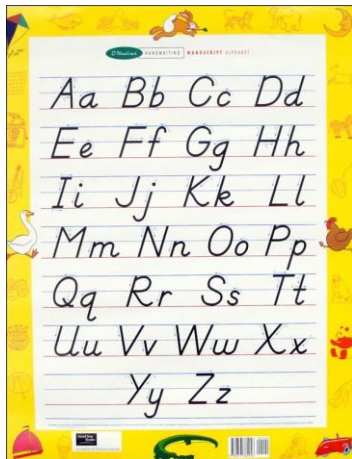 D'Nealian HANDWRITING MANUSCRIPT ALPHABET
Aa Bb Cc Dd
Ee Ff Gg Hh
Ii Jj Kk Ll
Mm Nn Oo Pp
Qq Rr Ss Tt
Uu Vv Ww Xx
Yy Zz